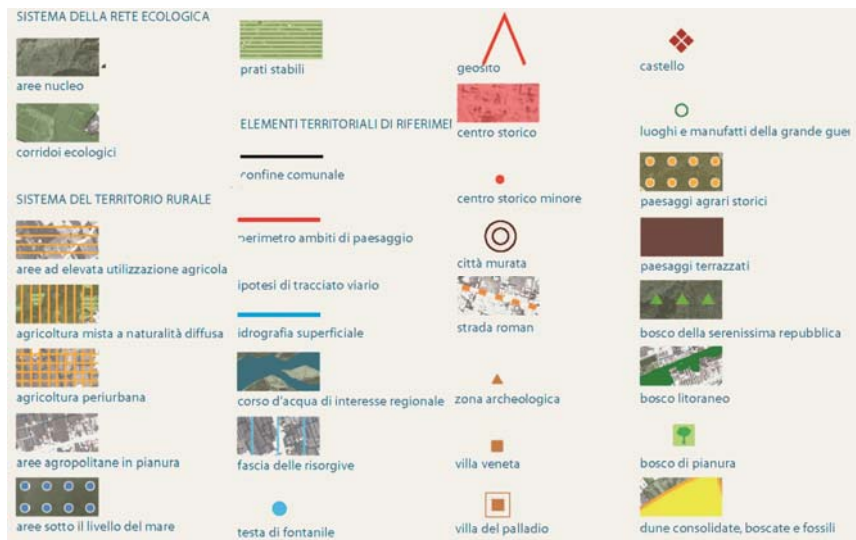 SISTEMA DELLA RETE ECOLOGICA
aree nucleo
corridoi ecologici
SISTEMA DEL TERRITORIO RURALE
aree ad elevata utilizzazione agricola
agricoltura mista a naturalità diffusa
agricoltura periurbana
aree agropolitane in pianura
aree sotto il livello del mare
prati stabili
ELEMENTI TERRITORIALI DI RIFERIMEI
confine comunale
perimetro ambiti di paesaggio
ipotesi di tracciato viario
idrografia superficiale
corso d'acqua di interesse regionale
fascia delle risorgive
testa di fontanile
geosito
centro storico
centro storico minore
città murata
strada roman
zona archeologica
villa veneta
villa del palladio
castello
luoghi e manufatti della grande guer
paesaggi agrari storici
paesaggi terrazzati
bosco della serenissima repubblica
bosco litoraneo
bosco di pianura
dune consolidate, boscate e fossili